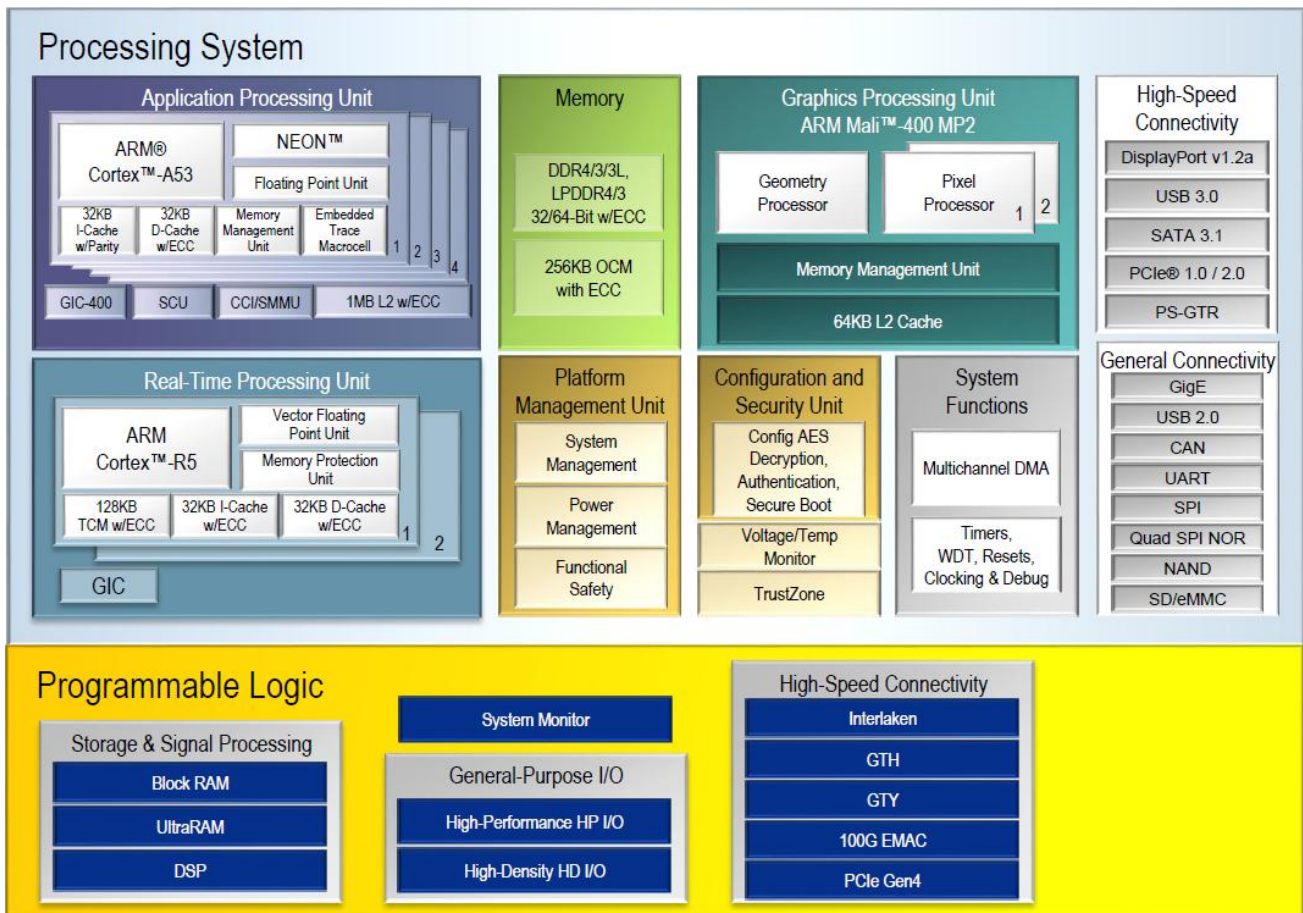 Processing System
Application Processing Unit
ARM®
Cortex™-A53
NEON™
Floating Point Unit
32KB
I-Cache
w/Parity
32KB
D-Cache
w/ECC
Memory
Management
Unit
Embedded
Trace
Macrocell
1
2
3
4
GIC-400
SCU
CCI/SMMU
1MB L2 w/ECC
Memory
DDR4/3/3L,
LPDDR4/3
32/64-Bit w/ECC
256KB OCM
with ECC
Graphics Processing Unit
ARM Mali™-400 MP2
Geometry
Processor
Pixel
Processor
1
2
Memory Management Unit
64KB L2 Cache
High-Speed
Connectivity
DisplayPort v1.2a
USB 3.0
SATA 3.1
PCIe® 1.0 / 2.0
PS-GTR
Real-Time Processing Unit
ARM
Cortex™-R5
Vector Floating
Point Unit
Memory Protection
Unit
128KB
TCM w/ECC
32KB I-Cache
w/ECC
32KB D-Cache
w/ECC
1
2
GIC
Platform
Management Unit
System
Management
Power
Management
Functional
Safety
Configuration and
Security Unit
Config AES
Decryption,
Authentication,
Secure Boot
Voltage/Temp
Monitor
TrustZone
System
Functions
Multichannel DMA
Timers,
WDT, Resets,
Clocking & Debug
General Connectivity
GigE
USB 2.0
CAN
UART
SPI
Quad SPI NOR
NAND
SD/eMMC
Programmable Logic
Storage & Signal Processing
Block RAM
UltraRAM
DSP
System Monitor
General-Purpose I/O
High-Performance HP I/O
High-Density HD I/O
High-Speed Connectivity
Interlaken
GTH
GTY
100G EMAC
PCIe Gen4